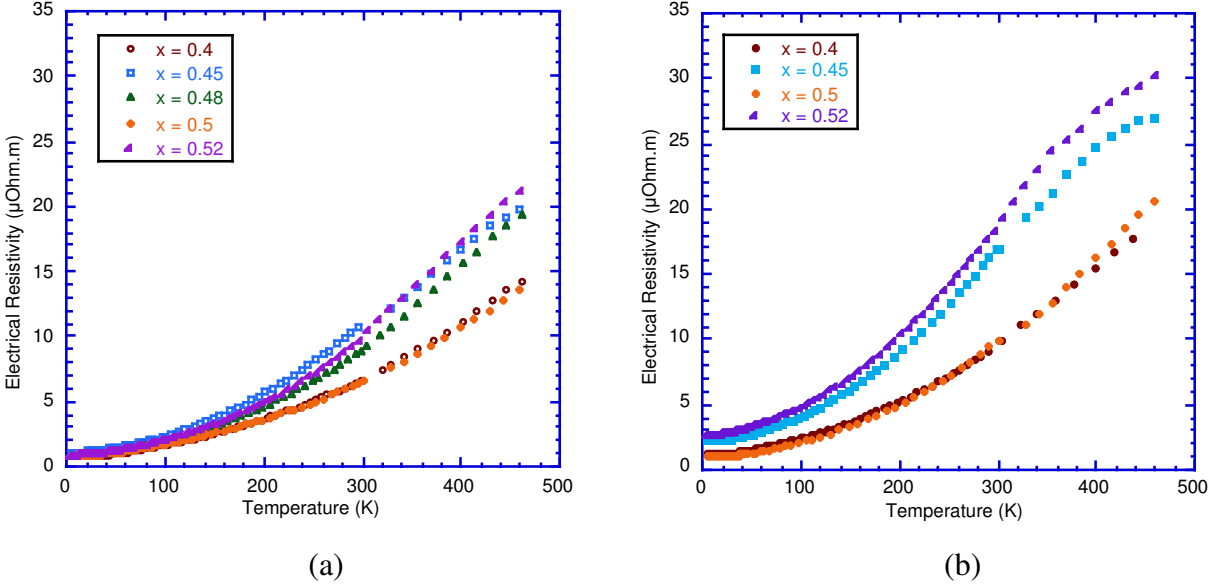 35
30
25
20
15
10
5
0
Electrical Resistivity (µOhm.m)
x = 0.4
x = 0.45
x = 0.48
x = 0.5
x = 0.52
0 100 200 300 400 500
Temperature (K)
(a)
35
30
25
20
15
10
5
0
Electrical Resistivity (µOhm.m)
x = 0.4
x = 0.45
x = 0.5
x = 0.52
0 100 200 300 400 500
Temperature (K)
(b)